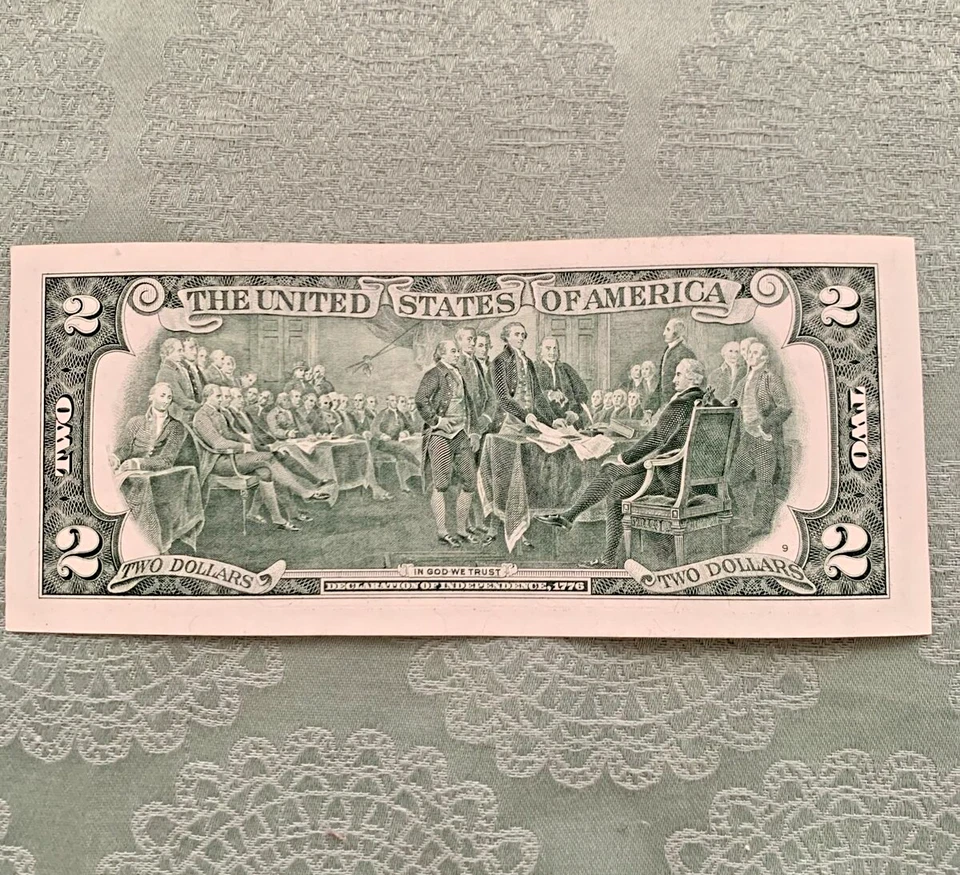 THE UNITED STATES OF AMERICA
2
2
TWO
TWO
2
2
TWO DOLLARS
TWO DOLLARS
9
IN GOD WE TRUST
DECLARATION OF INDEPENDENCE, 1776